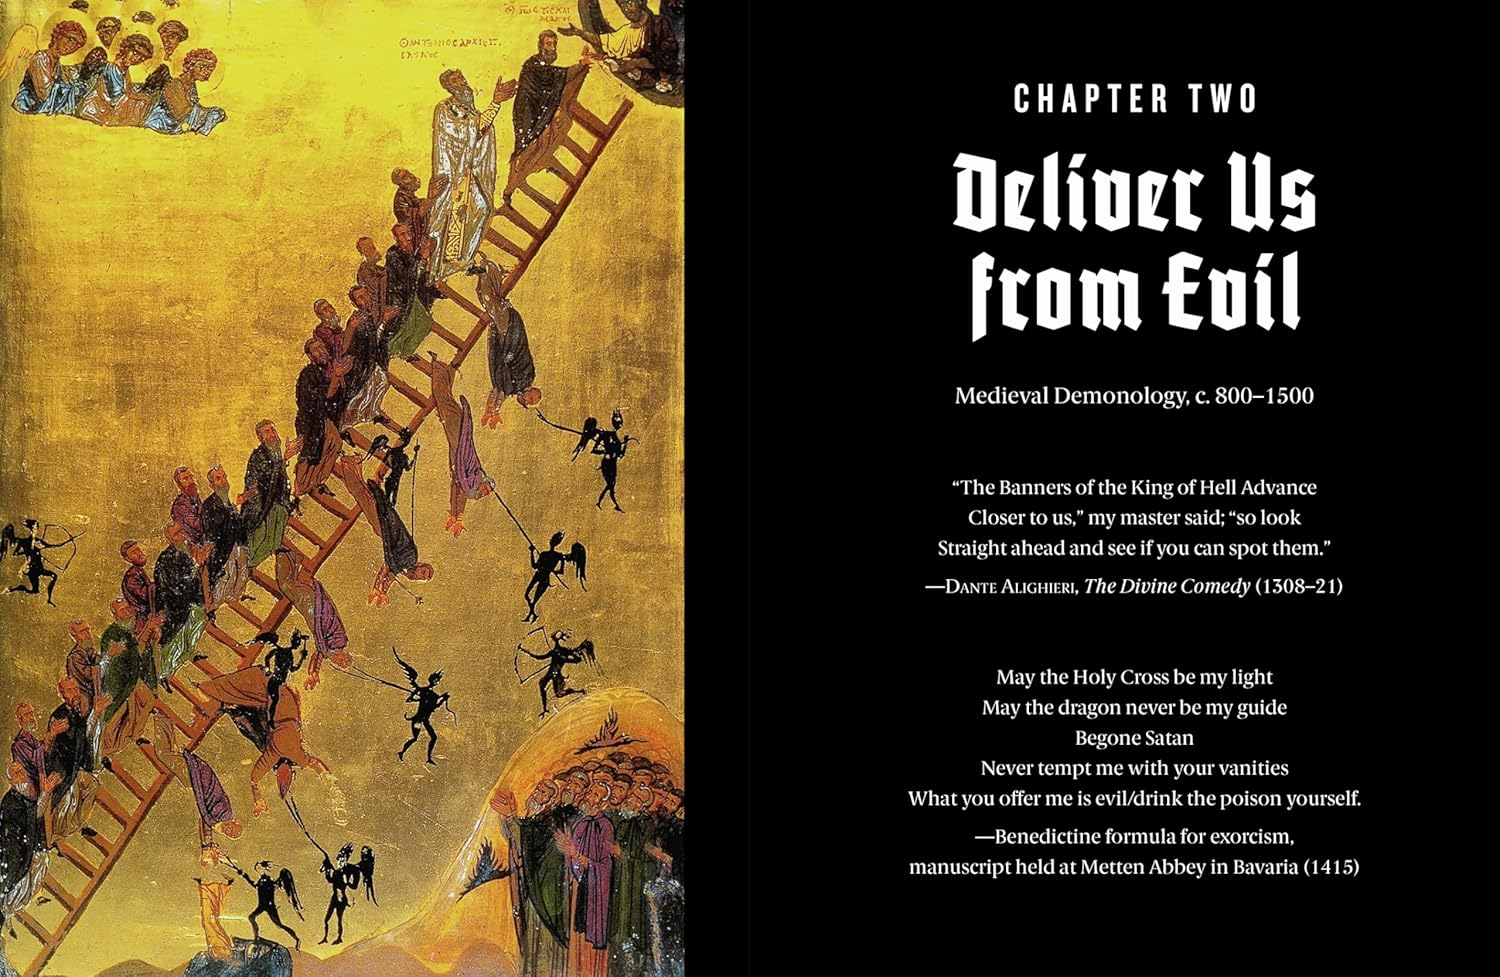 CHAPTER TWO
Deliver Us
from Evil
Medieval Demonology, c. 800–1500
“The Banners of the King of Hell Advance
Closer to us,” my master said; “so look
Straight ahead and see if you can spot them.”
—Dante Alighieri, The Divine Comedy (1308–21)
May the Holy Cross be my light
May the dragon never be my guide
Begone Satan
Never tempt me with your vanities
What you offer me is evil/drink the poison yourself.
—Benedictine formula for exorcism,
manuscript held at Metten Abbey in Bavaria (1415)